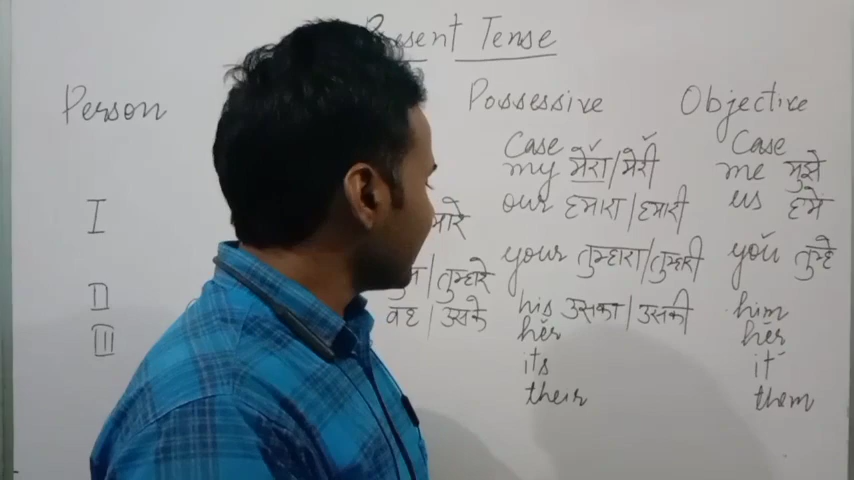 Present Tense
Person Possessive Objective
Case Case
my मेरा/मेरी me मुझे
I our हमारा/हमारी us हमें
your तुम्हारा/तुम्हारी you तुम्हे
II तुम्हारे
III वह/उसके his उसका/उसकी him
her her
its it
their them